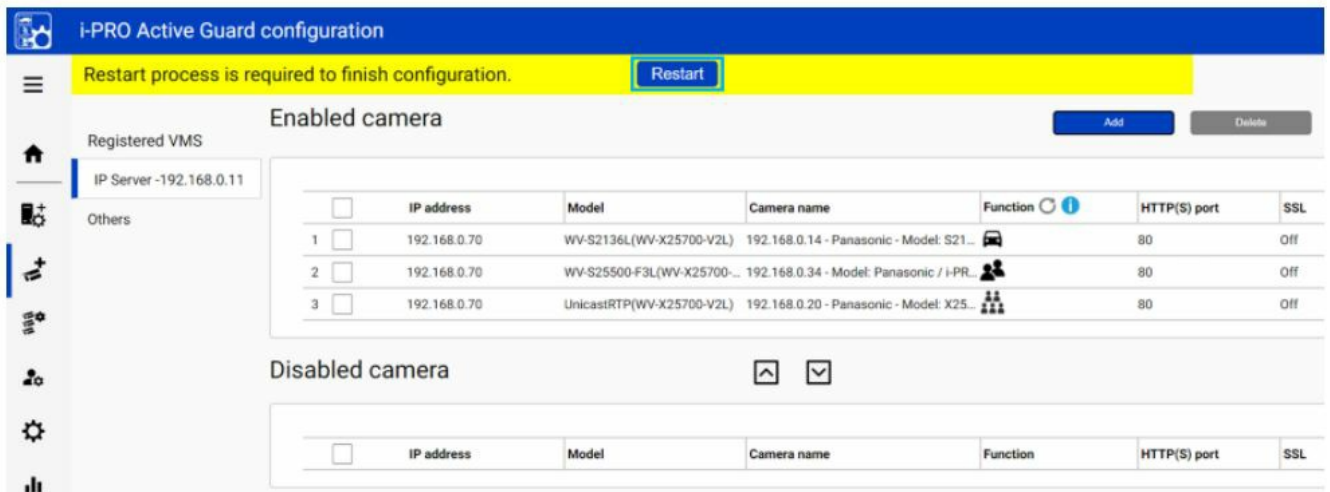 i-PRO Active Guard configuration
Restart process is required to finish configuration. Restart
Enabled camera Add Delete
Registered VMS
IP Server -192.168.0.11
Others
IP address Model Camera name Function HTTP(S) port SSL
1 192.168.0.70 WV-S2136L(WV-X25700-V2L) 192.168.0.14 - Panasonic - Model: S21... 80 Off
2 192.168.0.70 WV-S25500-F3L(WV-X25700-... 192.168.0.34 - Model: Panasonic / i-PR... 80 Off
3 192.168.0.70 UnicastRTP(WV-X25700-V2L) 192.168.0.20 - Panasonic - Model: X25... 80 Off
Disabled camera
IP address Model Camera name Function HTTP(S) port SSL